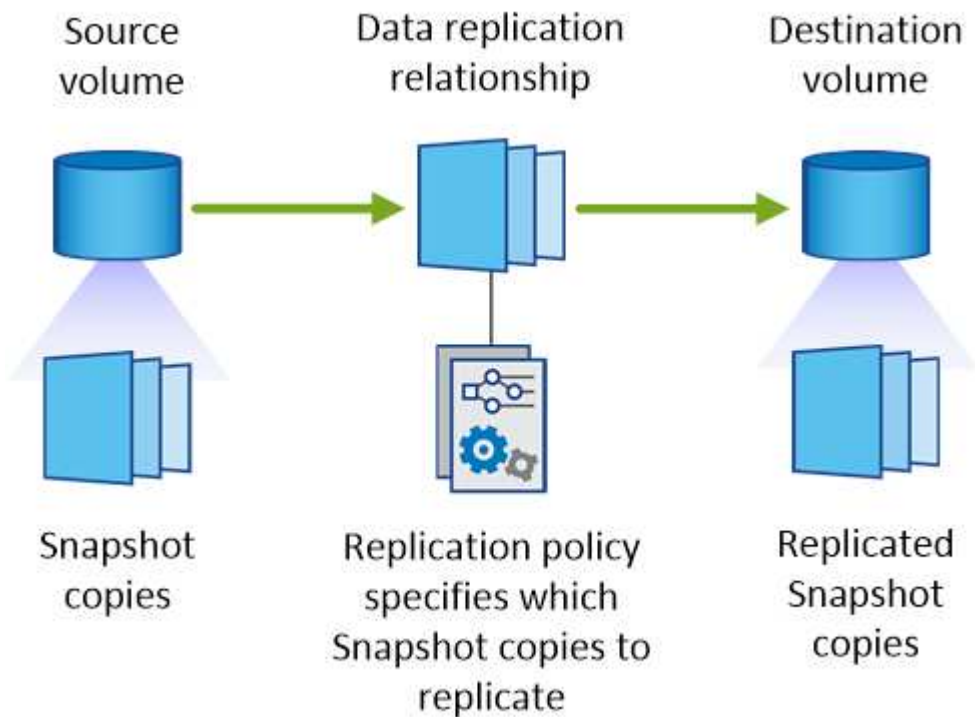 Source
volume
Data replication
relationship
Destination
volume
Snapshot
copies
Replication policy
specifies which
Snapshot copies to
replicate
Replicated
Snapshot
copies